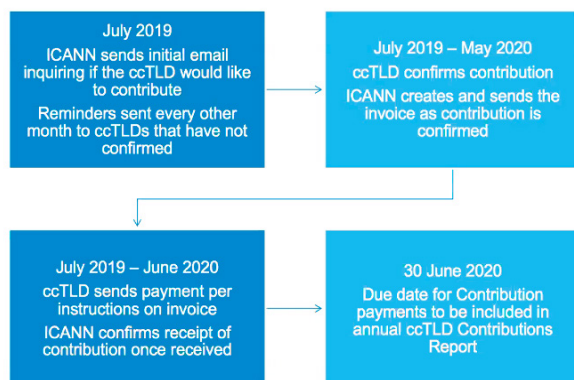 July 2019
ICANN sends initial email
inquiring if the ccTLD would like
to contribute
Reminders sent every other
month to ccTLDs that have not
confirmed
July 2019 – May 2020
ccTLD confirms contribution
ICANN creates and sends the
invoice as contribution is
confirmed
July 2019 – June 2020
ccTLD sends payment per
instructions on invoice
ICANN confirms receipt of
contribution once received
30 June 2020
Due date for Contribution
payments to be included in
annual ccTLD Contributions
Report